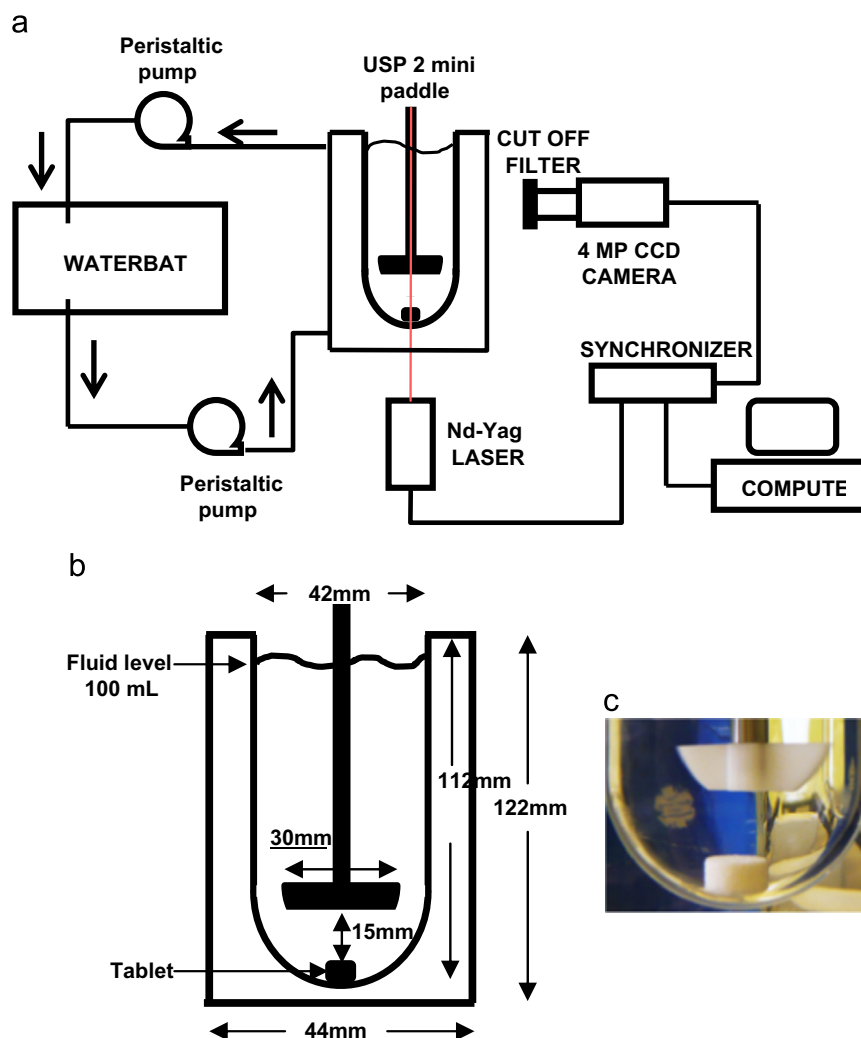 a
Peristaltic
pump
USP 2 mini
paddle
CUT OFF
FILTER
WATERBAT
4 MP CCD
CAMERA
SYNCHRONIZER
Nd-Yag
LASER
Peristaltic
pump
COMPUTE
b
42mm
Fluid level
100 mL
c
112mm
122mm
30mm
15mm
Tablet
44mm